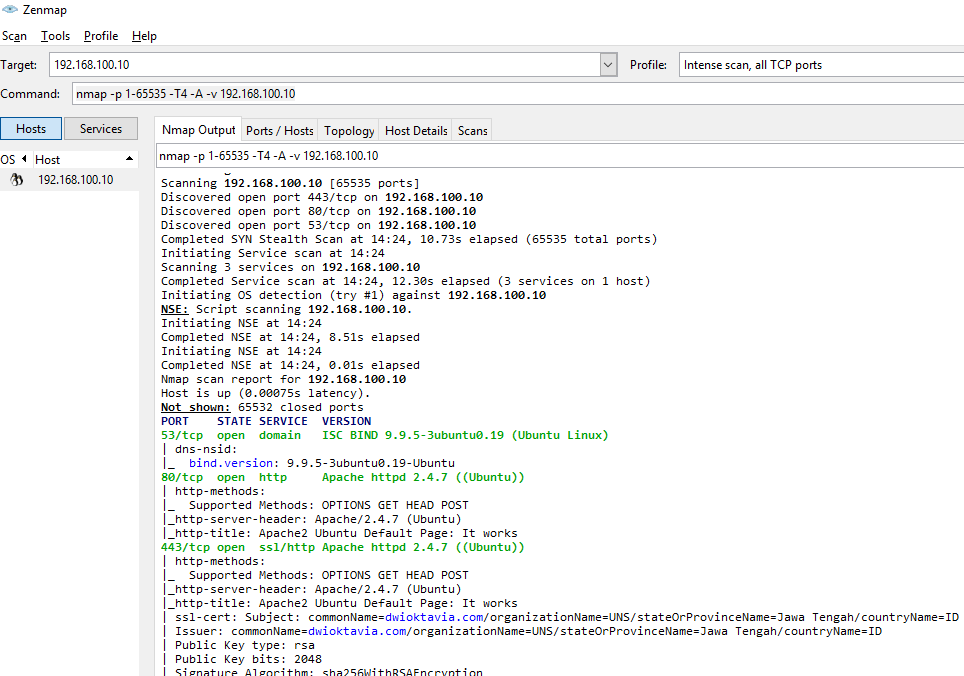 Zenmap
Scan Tools Profile Help
Target: 192.168.100.10 Profile: Intense scan, all TCP ports
Command: nmap -p 1-65535 -T4 -A -v 192.168.100.10
Hosts Services
Nmap Output Ports / Hosts Topology Host Details Scans
OS Host
192.168.100.10
nmap -p 1-65535 -T4 -A -v 192.168.100.10
Scanning 192.168.100.10 [65535 ports]
Discovered open port 443/tcp on 192.168.100.10
Discovered open port 80/tcp on 192.168.100.10
Discovered open port 53/tcp on 192.168.100.10
Completed SYN Stealth Scan at 14:24, 10.73s elapsed (65535 total ports)
Initiating Service scan at 14:24
Scanning 3 services on 192.168.100.10
Completed Service scan at 14:24, 12.30s elapsed (3 services on 1 host)
Initiating OS detection (try #1) against 192.168.100.10
NSE: Script scanning 192.168.100.10.
Initiating NSE at 14:24
Completed NSE at 14:24, 8.51s elapsed
Initiating NSE at 14:24
Completed NSE at 14:24, 0.01s elapsed
Nmap scan report for 192.168.100.10
Host is up (0.00075s latency).
Not shown: 65532 closed ports
PORT STATE SERVICE VERSION
53/tcp open domain ISC BIND 9.9.5-3ubuntu0.19 (Ubuntu Linux)
| dns-nsid:
|_ bind.version: 9.9.5-3ubuntu0.19-Ubuntu
80/tcp open http Apache httpd 2.4.7 ((Ubuntu))
| http-methods:
|_ Supported Methods: OPTIONS GET HEAD POST
|_http-server-header: Apache/2.4.7 (Ubuntu)
|_http-title: Apache2 Ubuntu Default Page: It works
443/tcp open ssl/http Apache httpd 2.4.7 ((Ubuntu))
| http-methods:
|_ Supported Methods: OPTIONS GET HEAD POST
|_http-server-header: Apache/2.4.7 (Ubuntu)
|_http-title: Apache2 Ubuntu Default Page: It works
| ssl-cert: Subject: commonName=dwioktavia.com/organizationName=UNS/stateOrProvinceName=Jawa Tengah/countryName=ID
| Issuer: commonName=dwioktavia.com/organizationName=UNS/stateOrProvinceName=Jawa Tengah/countryName=ID
| Public Key type: rsa
| Public Key bits: 2048
| Signature Algorithm: sha256WithRSAEncryption